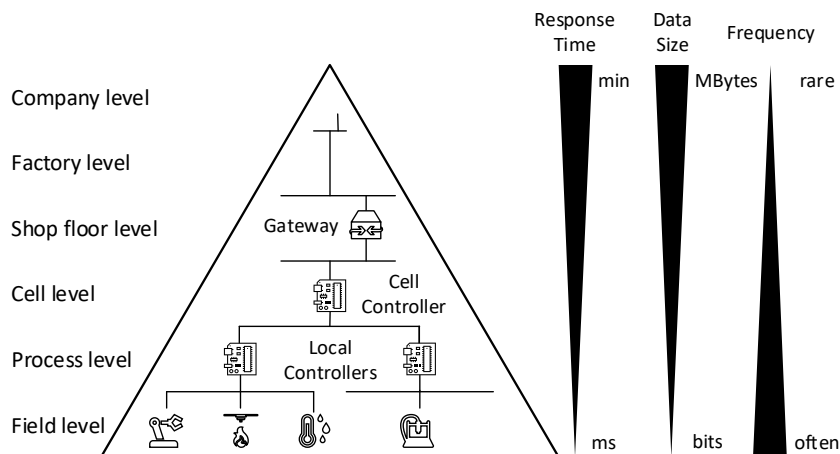 Response
Time
Data
Size
Frequency
Company level
min
MBytes
rare
Factory level
Shop floor level
Gateway
Cell level
Cell
Controller
Process level
Local
Controllers
Field level
ms
bits
often